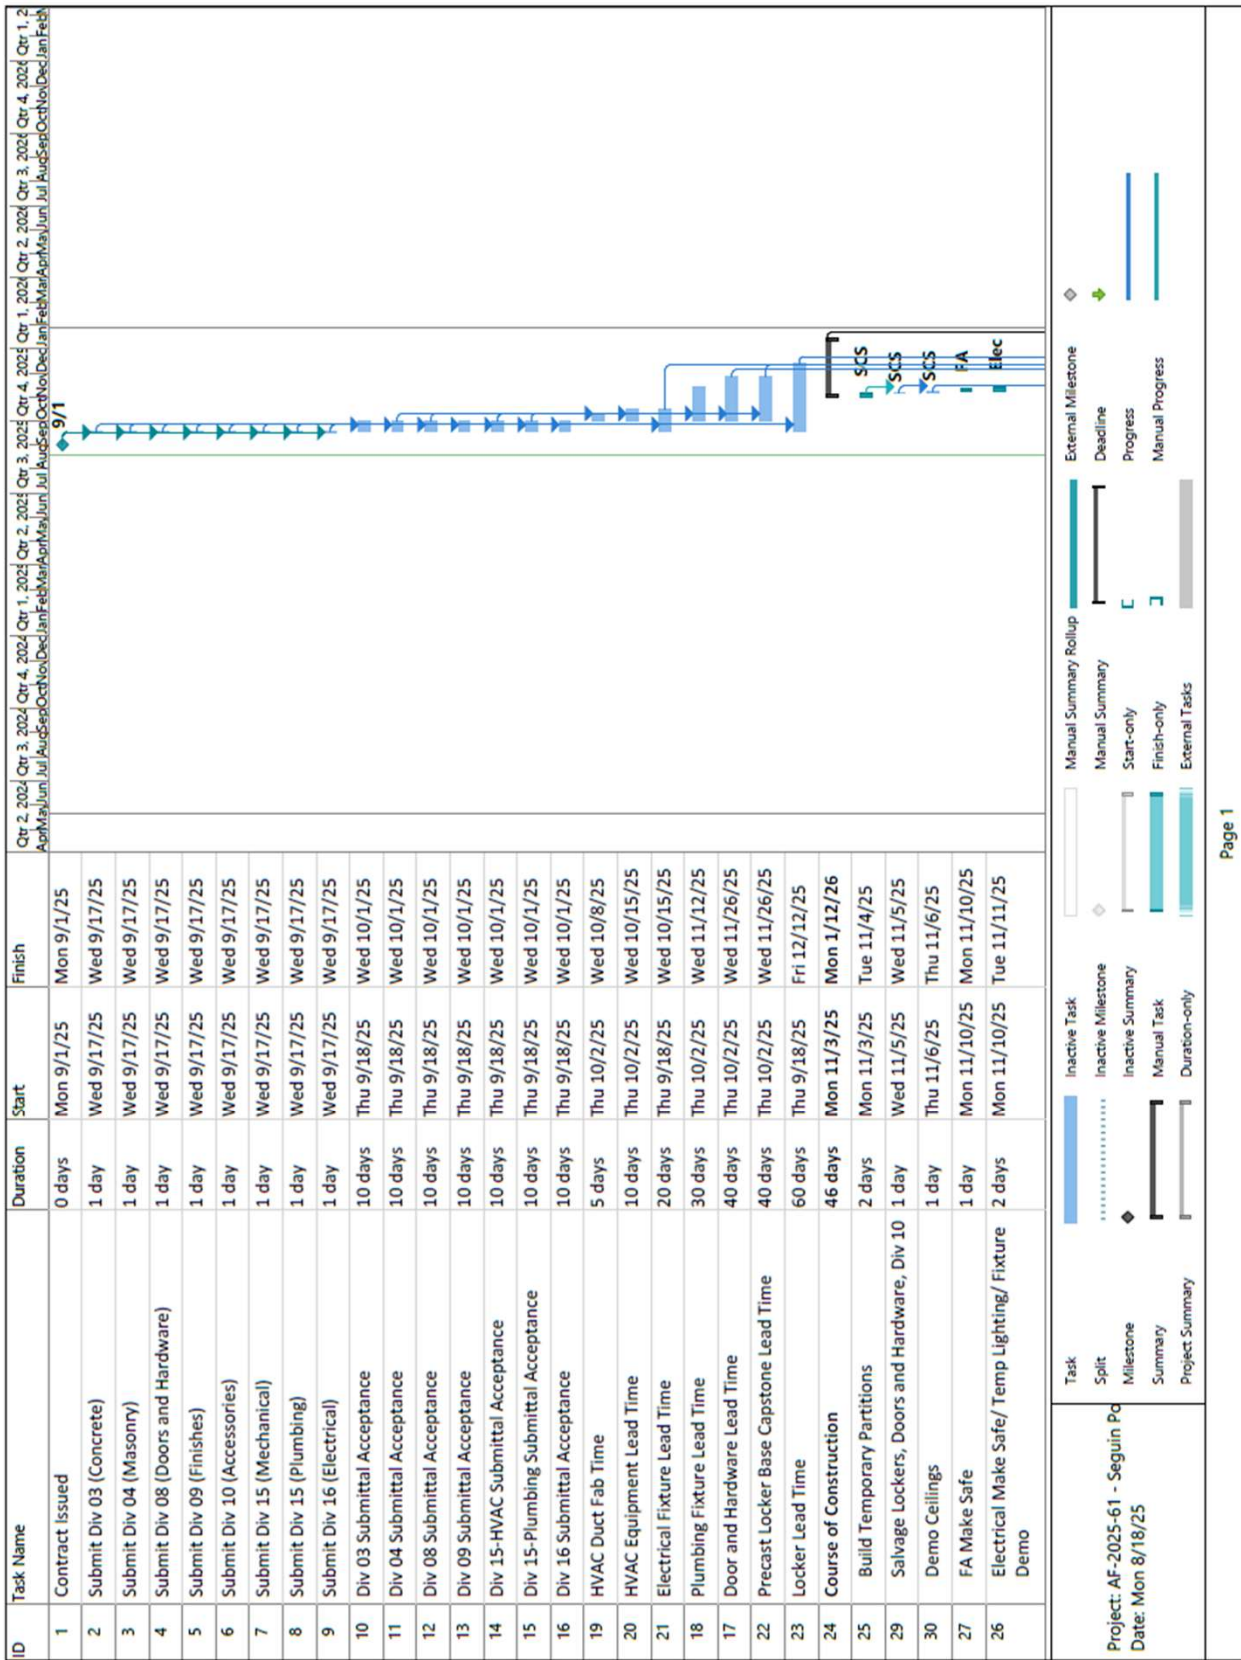 ID Task Name Duration Start Finish
Qtr 2, 2024 Qtr 3, 2024 Qtr 4, 2024 Qtr 1, 2025 Qtr 2, 2025 Qtr 3, 2025 Qtr 4, 2025 Qtr 1, 2026 Qtr 2, 2026 Qtr 3, 2026 Qtr 4, 2026 Qtr 1, 2
Apr May Jun Jul Aug Sep Oct Nov Dec Jan Feb Mar Apr May Jun Jul Aug Sep Oct Nov Dec Jan Feb Mar Apr May Jun Jul Aug Sep Oct Nov Dec Jan Feb
1 Contract Issued 0 days Mon 9/1/25 Mon 9/1/25 9/1
2 Submit Div 03 (Concrete) 1 day Wed 9/17/25 Wed 9/17/25
3 Submit Div 04 (Masonry) 1 day Wed 9/17/25 Wed 9/17/25
4 Submit Div 08 (Doors and Hardware) 1 day Wed 9/17/25 Wed 9/17/25
5 Submit Div 09 (Finishes) 1 day Wed 9/17/25 Wed 9/17/25
6 Submit Div 10 (Accessories) 1 day Wed 9/17/25 Wed 9/17/25
7 Submit Div 15 (Mechanical) 1 day Wed 9/17/25 Wed 9/17/25
8 Submit Div 15 (Plumbing) 1 day Wed 9/17/25 Wed 9/17/25
9 Submit Div 16 (Electrical) 1 day Wed 9/17/25 Wed 9/17/25
10 Div 03 Submittal Acceptance 10 days Thu 9/18/25 Wed 10/1/25
11 Div 04 Submittal Acceptance 10 days Thu 9/18/25 Wed 10/1/25
12 Div 08 Submittal Acceptance 10 days Thu 9/18/25 Wed 10/1/25
13 Div 09 Submittal Acceptance 10 days Thu 9/18/25 Wed 10/1/25
14 Div 15-HVAC Submittal Acceptance 10 days Thu 9/18/25 Wed 10/1/25
15 Div 15-Plumbing Submittal Acceptance 10 days Thu 9/18/25 Wed 10/1/25
16 Div 16 Submittal Acceptance 10 days Thu 9/18/25 Wed 10/1/25
19 HVAC Duct Fab Time 5 days Thu 10/2/25 Wed 10/8/25
20 HVAC Equipment Lead Time 10 days Thu 10/2/25 Wed 10/15/25
21 Electrical Fixture Lead Time 20 days Thu 9/18/25 Wed 10/15/25
18 Plumbing Fixture Lead Time 30 days Thu 10/2/25 Wed 11/12/25
17 Door and Hardware Lead Time 40 days Thu 10/2/25 Wed 11/26/25
22 Precast Locker Base Capstone Lead Time 40 days Thu 10/2/25 Wed 11/26/25
23 Locker Lead Time 60 days Thu 9/18/25 Fri 12/12/25
24 Course of Construction 46 days Mon 11/3/25 Mon 1/12/26
25 Build Temporary Partitions 2 days Mon 11/3/25 Tue 11/4/25 SCS
29 Salvage Lockers, Doors and Hardware, Div 10 1 day Wed 11/5/25 Wed 11/5/25 SCS
30 Demo Ceilings 1 day Thu 11/6/25 Thu 11/6/25 SCS
27 FA Make Safe 1 day Mon 11/10/25 Mon 11/10/25 FA
26 Electrical Make Safe/ Temp Lighting/ Fixture 2 days Mon 11/10/25 Tue 11/11/25 Elec
Demo
Project: AF-2025-61 - Seguin Po
Date: Mon 8/18/25
Task Inactive Task Manual Summary Rollup External Milestone
Split Inactive Milestone Manual Summary Deadline
Milestone Inactive Summary Start-only Progress
Summary Manual Task Finish-only Manual Progress
Project Summary Duration-only External Tasks
Page 1